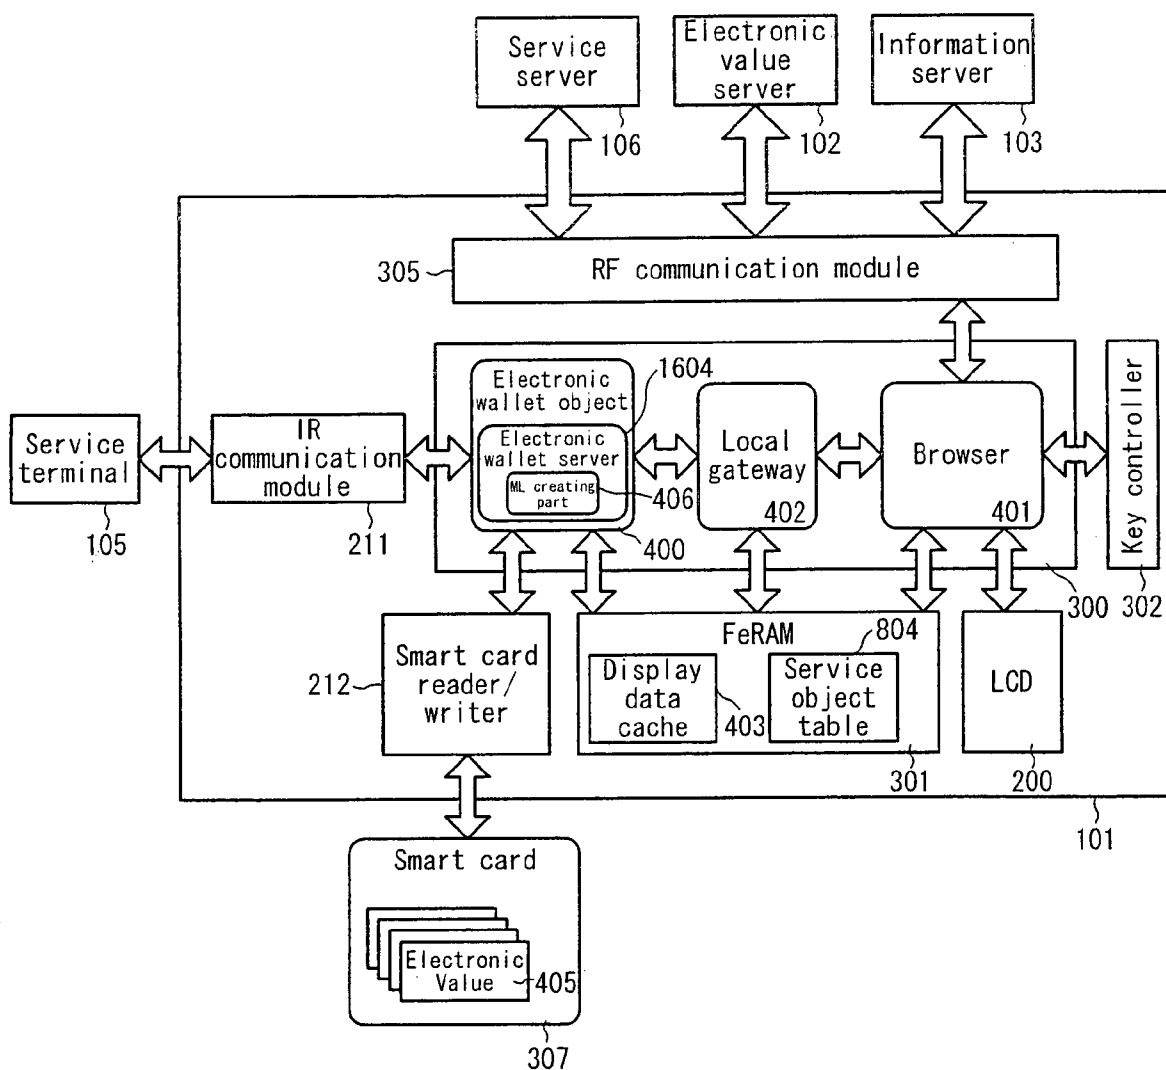 Service
server
106
Electronic
value
server
102
Information
server
103
305
RF communication module
Service
terminal
105
IR
communication
module
211
Electronic
wallet object
1604
Electronic
wallet server
ML creating
part
406
400
Local
gateway
402
Browser
401
300
Key controller
302
212
Smart card
reader/
writer
FeRAM
Display
data
cache
403
804
Service
object
table
301
LCD
200
101
Smart card
Electronic
Value
405
307